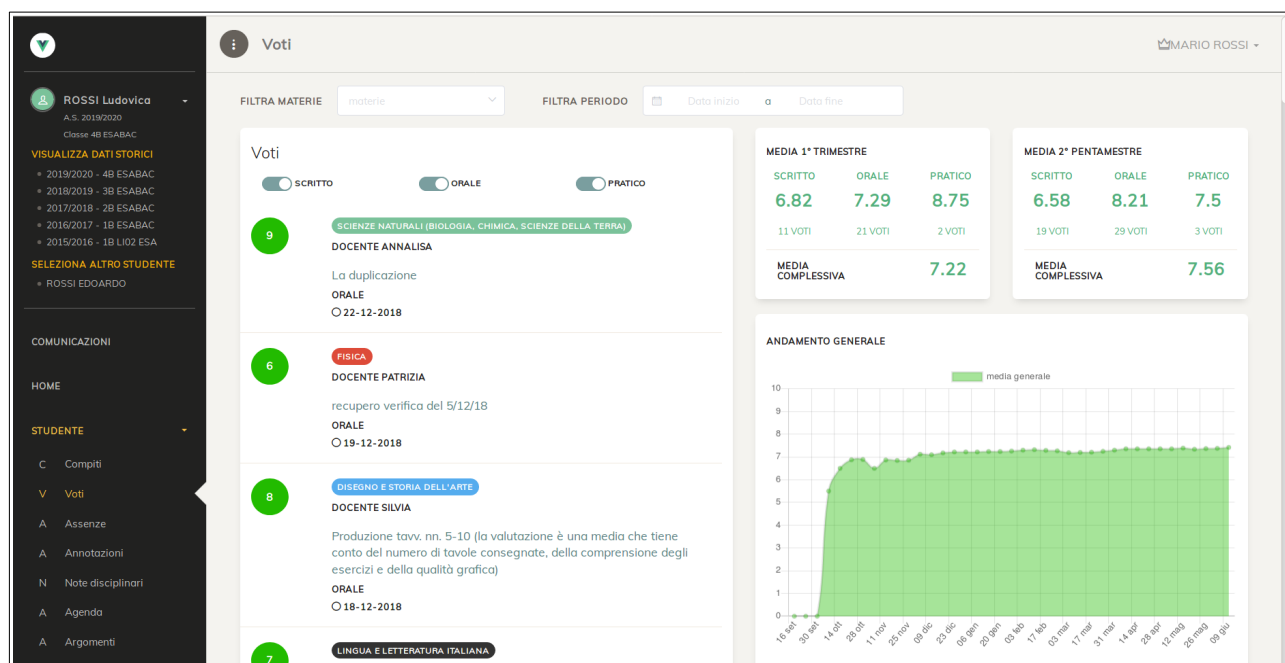 Voti
MARIO ROSSI
ROSSI Ludovica
A.S. 2019/2020
Classe 4B ESABAC
VISUALIZZA DATI STORICI
2019/2020 - 4B ESABAC
2018/2019 - 3B ESABAC
2017/2018 - 2B ESABAC
2016/2017 - 1B ESABAC
2015/2016 - 1B LI02 ESA
SELEZIONA ALTRO STUDENTE
ROSSI EDOARDO
COMUNICAZIONI
HOME
STUDENTE
C Compiti
V Voti
A Assenze
A Annotazioni
N Note disciplinari
A Agenda
A Argomenti
FILTRA MATERIE materie
FILTRA PERIODO Data inizio a Data fine
Voti
SCRITTO ORALE PRATICO
9
SCIENZE NATURALI (BIOLOGIA, CHIMICA, SCIENZE DELLA TERRA)
DOCENTE ANNALISA
La duplicazione
ORALE
22-12-2018
6
FISICA
DOCENTE PATRIZIA
recupero verifica del 5/12/18
ORALE
19-12-2018
8
DISEGNO E STORIA DELL'ARTE
DOCENTE SILVIA
Produzione tavv. nn. 5-10 (la valutazione è una media che tiene
conto del numero di tavole consegnate, della comprensione degli
esercizi e della qualità grafica)
ORALE
18-12-2018
7
LINGUA E LETTERATURA ITALIANA
MEDIA 1° TRIMESTRE
SCRITTO ORALE PRATICO
6.82 7.29 8.75
11 VOTI 21 VOTI 2 VOTI
MEDIA
COMPLESSIVA 7.22
MEDIA 2° PENTAMESTRE
SCRITTO ORALE PRATICO
6.58 8.21 7.5
19 VOTI 29 VOTI 3 VOTI
MEDIA
COMPLESSIVA 7.56
ANDAMENTO GENERALE
media generale
10
9
8
7
6
5
4
3
2
1
0
16 set 30 set 14 ott 28 ott 11 nov 25 nov 09 dic 23 dic 06 gen 20 gen 03 feb 17 feb 03 mar 17 mar 31 mar 14 apr 28 apr 12 mag 26 mag 09 giu